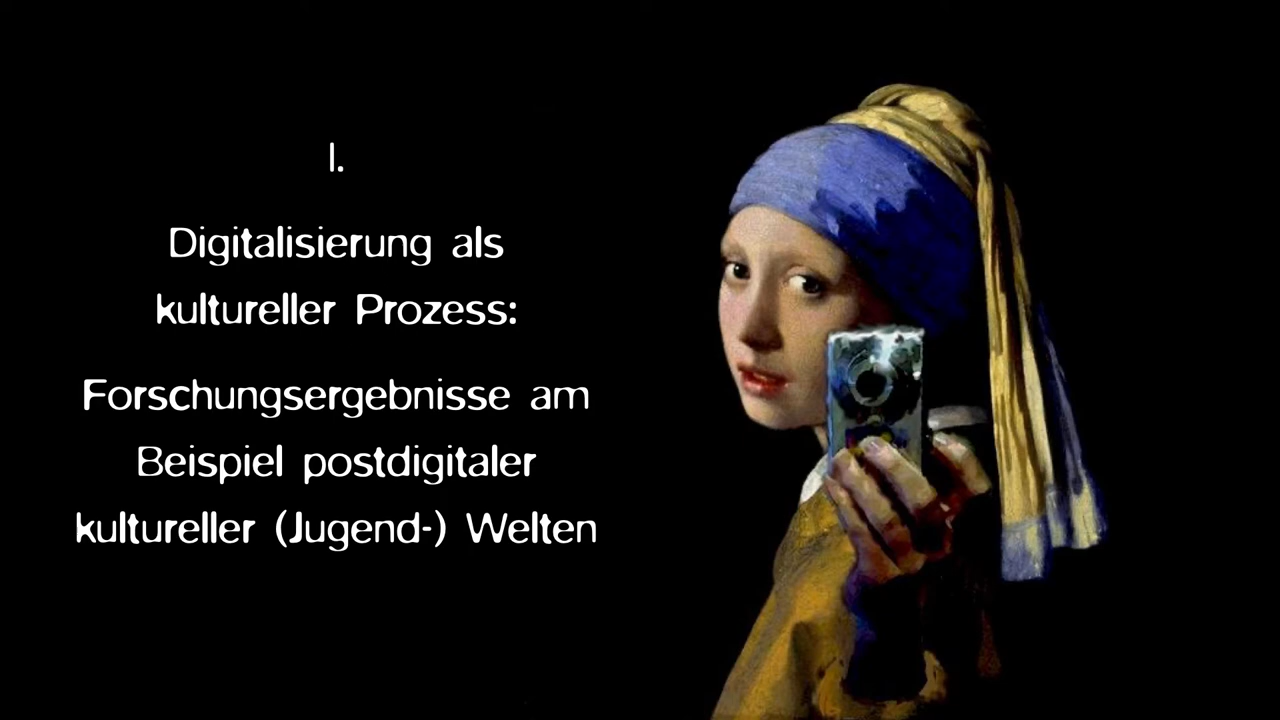 I.
Digitalisierung als
kultureller Prozess:
Forschungsergebnisse am
Beispiel postdigitaler
kultureller (Jugend-) Welten